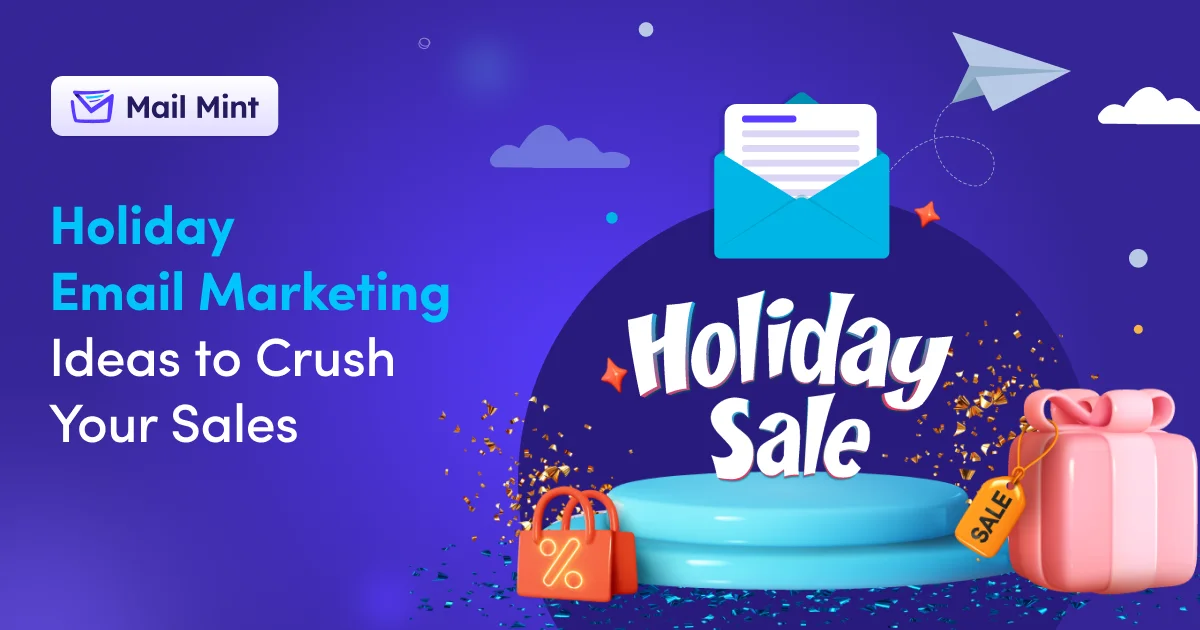 Mail Mint
Holiday
Email Marketing
Ideas to Crush
Your Sales
Holiday
Sale
SALE
%